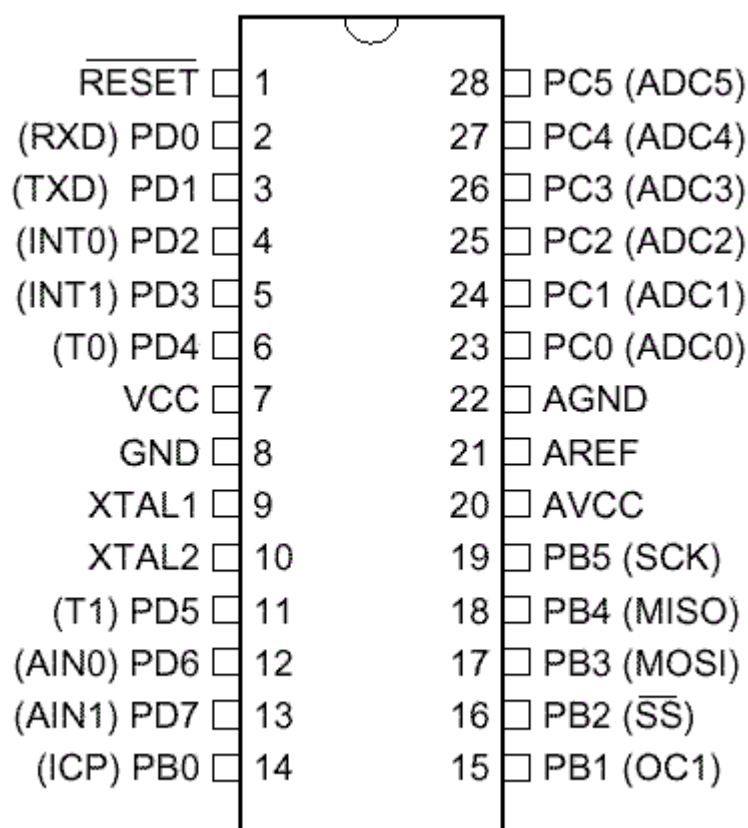 RESET 1 28 PC5 (ADC5)
(RXD) PD0 2 27 PC4 (ADC4)
(TXD) PD1 3 26 PC3 (ADC3)
(INT0) PD2 4 25 PC2 (ADC2)
(INT1) PD3 5 24 PC1 (ADC1)
(T0) PD4 6 23 PC0 (ADC0)
VCC 7 22 AGND
GND 8 21 AREF
XTAL1 9 20 AVCC
XTAL2 10 19 PB5 (SCK)
(T1) PD5 11 18 PB4 (MISO)
(AIN0) PD6 12 17 PB3 (MOSI)
(AIN1) PD7 13 16 PB2 (SS)
(ICP) PB0 14 15 PB1 (OC1)